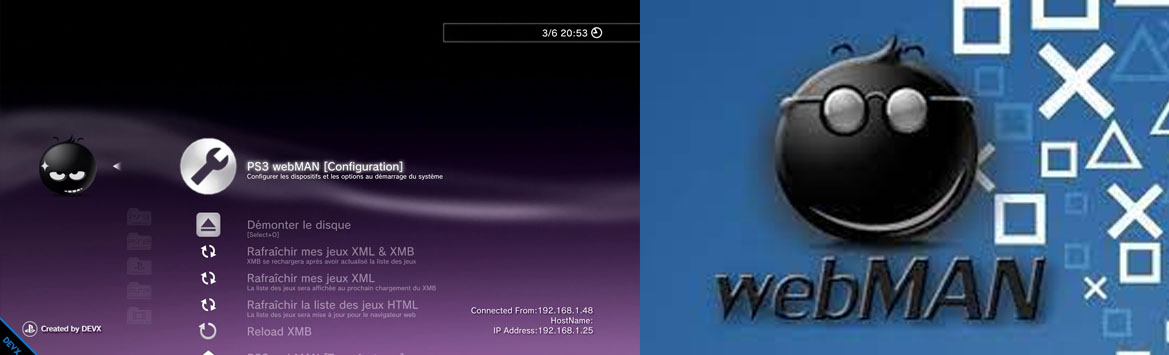 3/6 20:53
PS3 webMAN [Configuration]
Configurer les dispositifs et les options au démarrage du système
Démonter le disque
[Select+O]
Rafraîchir mes jeux XML & XMB
XMB se rechargera après avoir actualisé la liste des jeux
Rafraîchir mes jeux XML
La liste des jeux sera affichée au prochain chargement du XMB
Rafraîchir la liste des jeux HTML
La liste des jeux sera mise à jour pour le navigateur web
Reload XMB
Connected From:192.168.1.48
HostName:
IP Address:192.168.1.25
Created by DEVX
DEVX
webMAN